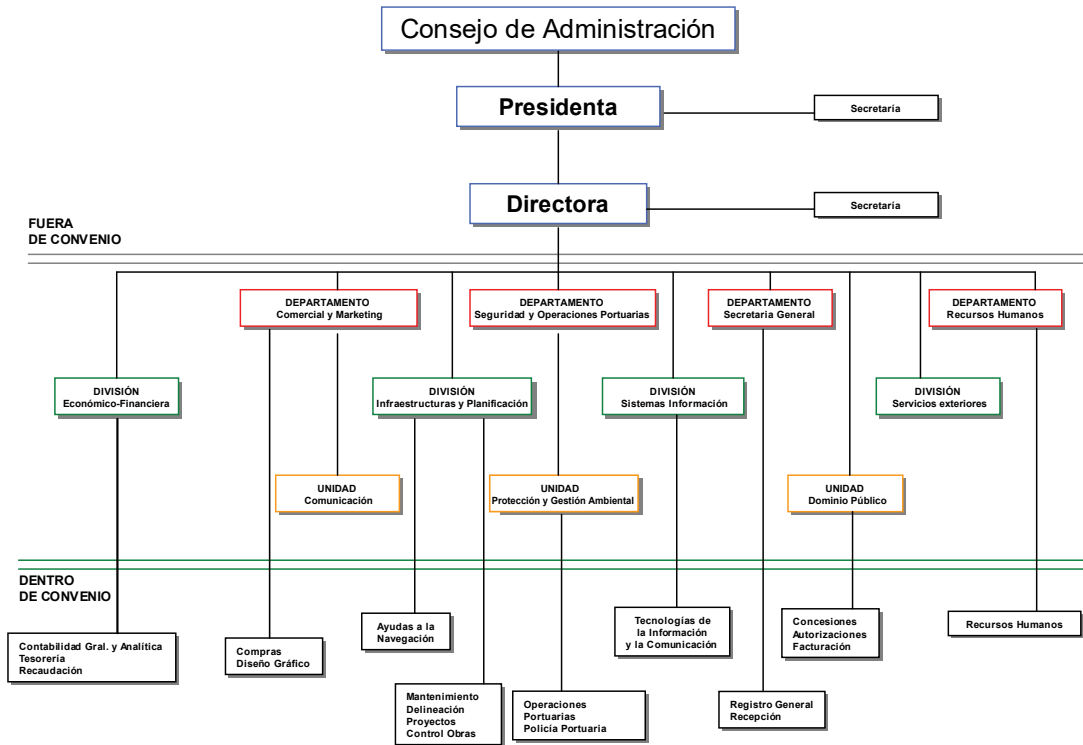 Consejo de Administración
Presidenta
Secretaría
Directora
Secretaría
FUERA
DE CONVENIO
DEPARTAMENTO
Comercial y Marketing
DEPARTAMENTO
Seguridad y Operaciones Portuarias
DEPARTAMENTO
Secretaria General
DEPARTAMENTO
Recursos Humanos
DIVISIÓN
Económico-Financiera
DIVISIÓN
Infraestructuras y Planificación
DIVISIÓN
Sistemas Información
DIVISIÓN
Servicios exteriores
UNIDAD
Comunicación
UNIDAD
Protección y Gestión Ambiental
UNIDAD
Dominio Público
DENTRO
DE CONVENIO
Contabilidad Gral. y Analítica
Tesorería
Recaudación
Compras
Diseño Gráfico
Ayudas a la
Navegación
Mantenimiento
Delineación
Proyectos
Control Obras
Operaciones
Portuarias
Policía Portuaria
Tecnologías de
la Información
y la Comunicación
Registro General
Recepción
Concesiones
Autorizaciones
Facturación
Recursos Humanos